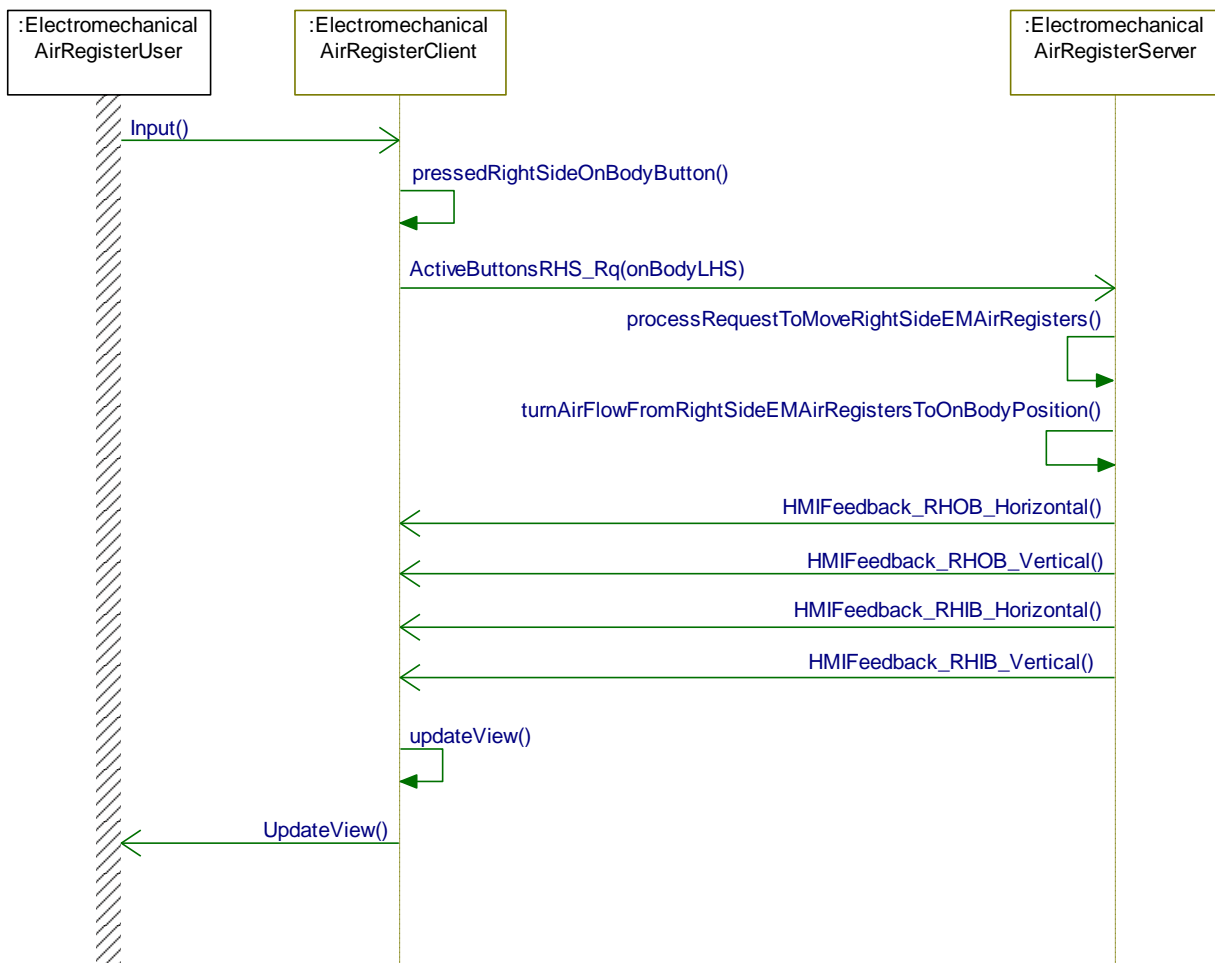 :Electromechanical
AirRegisterUser
:Electromechanical
AirRegisterClient
:Electromechanical
AirRegisterServer
Input()
pressedRightSideOnBodyButton()
ActiveButtonsRHS_Rq(onBodyLHS)
processRequestToMoveRightSideEMAirRegisters()
turnAirFlowFromRightSideEMAirRegistersToOnBodyPosition()
HMIFeedback_RHOB_Horizontal()
HMIFeedback_RHOB_Vertical()
HMIFeedback_RHIB_Horizontal()
HMIFeedback_RHIB_Vertical()
updateView()
UpdateView()